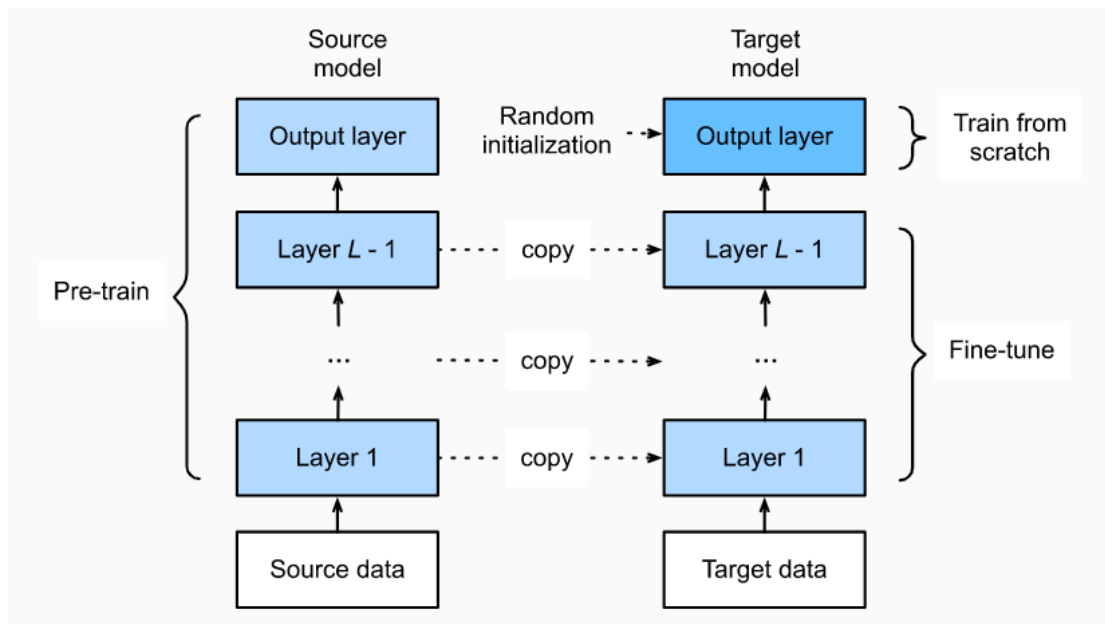 Source
model
Target
model
Output layer
Random
initialization
Output layer
Train from
scratch
Layer L - 1
copy
Layer L - 1
Pre-train
...
copy
...
Fine-tune
Layer 1
copy
Layer 1
Source data
Target data